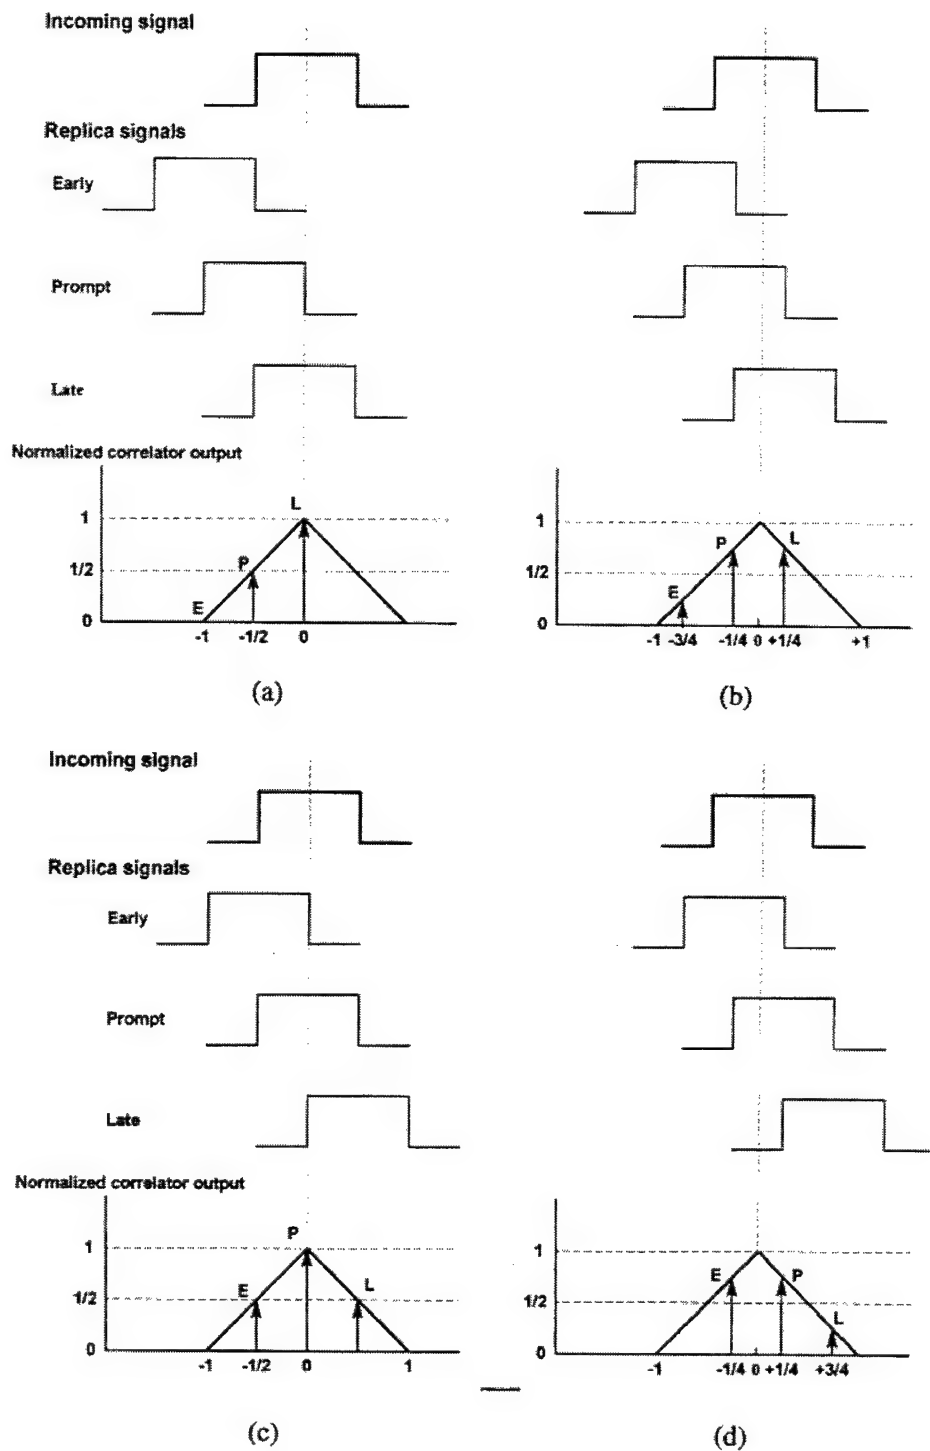 Incoming signal
Replica signals
Early
Prompt
Late
Normalized correlator output
L
1
P
1/2
E
0
-1 -1/2 0
(a)
1
P L
1/2
E
0
-1 -3/4 -1/4 0 +1/4 +1
(b)
Incoming signal
Replica signals
Early
Prompt
Late
Normalized correlator output
P
1
E L
1/2
0
-1 -1/2 0 1
(c)
1
E P
1/2
L
0
-1 -1/4 0 +1/4 +3/4
(d)